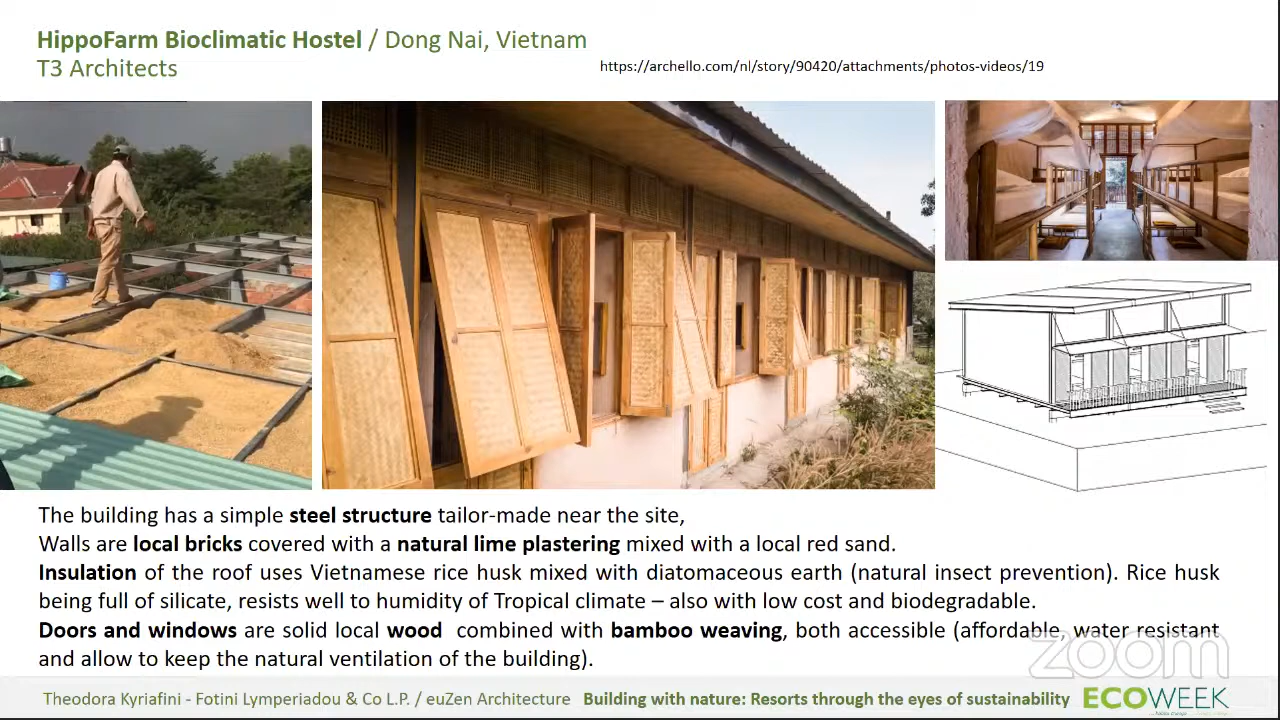 HippoFarm Bioclimatic Hostel / Dong Nai, Vietnam
T3 Architects
https://archello.com/nl/story/90420/attachments/photos-videos/19
The building has a simple steel structure tailor-made near the site,
Walls are local bricks covered with a natural lime plastering mixed with a local red sand.
Insulation of the roof uses Vietnamese rice husk mixed with diatomaceous earth (natural insect prevention). Rice husk
being full of silicate, resists well to humidity of Tropical climate – also with low cost and biodegradable.
Doors and windows are solid local wood combined with bamboo weaving, both accessible (affordable, water resistant
and allow to keep the natural ventilation of the building).
zoom
Theodora Kyriafini - Fotini Lymperiadou & Co L.P. / euZen Architecture Building with nature: Resorts through the eyes of sustainability ECOWEEK